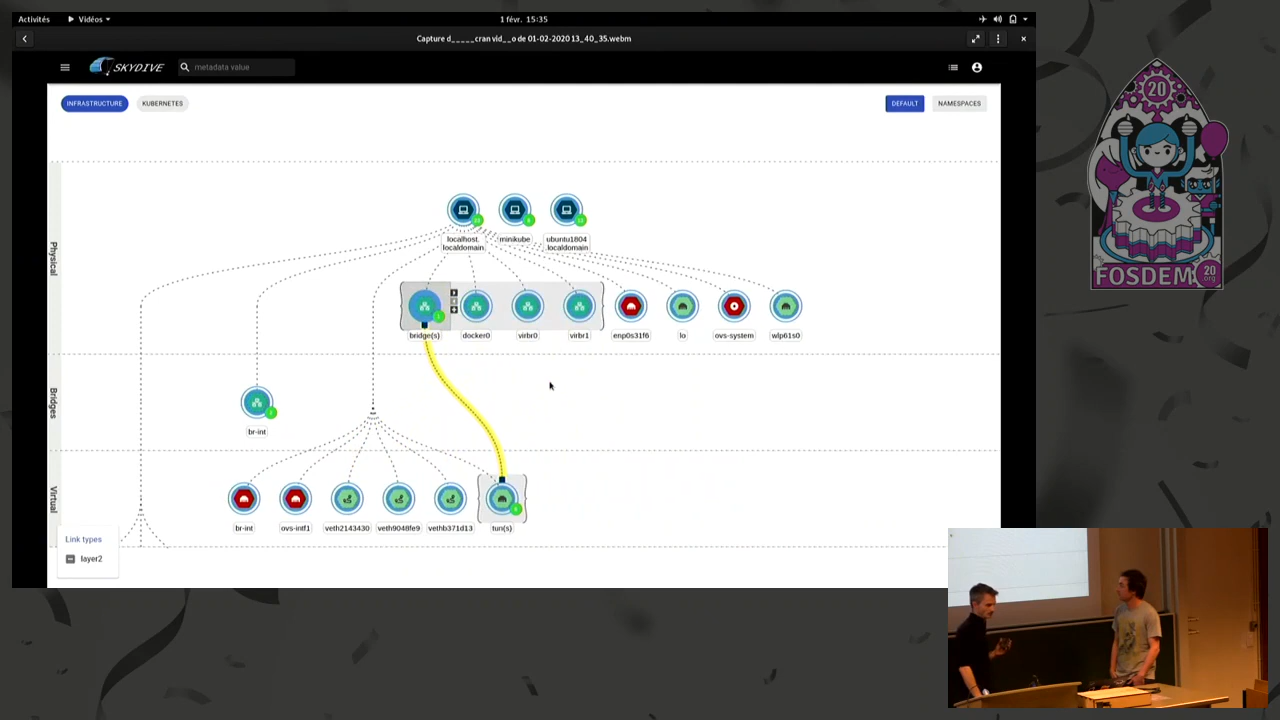 Activités
Vidéos
1 févr. 15:35
Capture d_____cran vid__o de 01-02-2020 13_40_35.webm
SKYDIVE
metadata value
INFRASTRUCTURE
KUBERNETES
DEFAULT
NAMESPACES
20
Physical
localhost.
localdomain
minikube
ubuntu1804
.localdomain
FOSDEM
20
.org
bridge(s)
docker0
virbr0
virbr1
enp0s31f6
lo
ovs-system
wlp61s0
Bridges
br-int
Virtual
br-int
ovs-intf1
veth2143430
veth9048fe9
vethb371d13
tun(s)
Link types
layer2